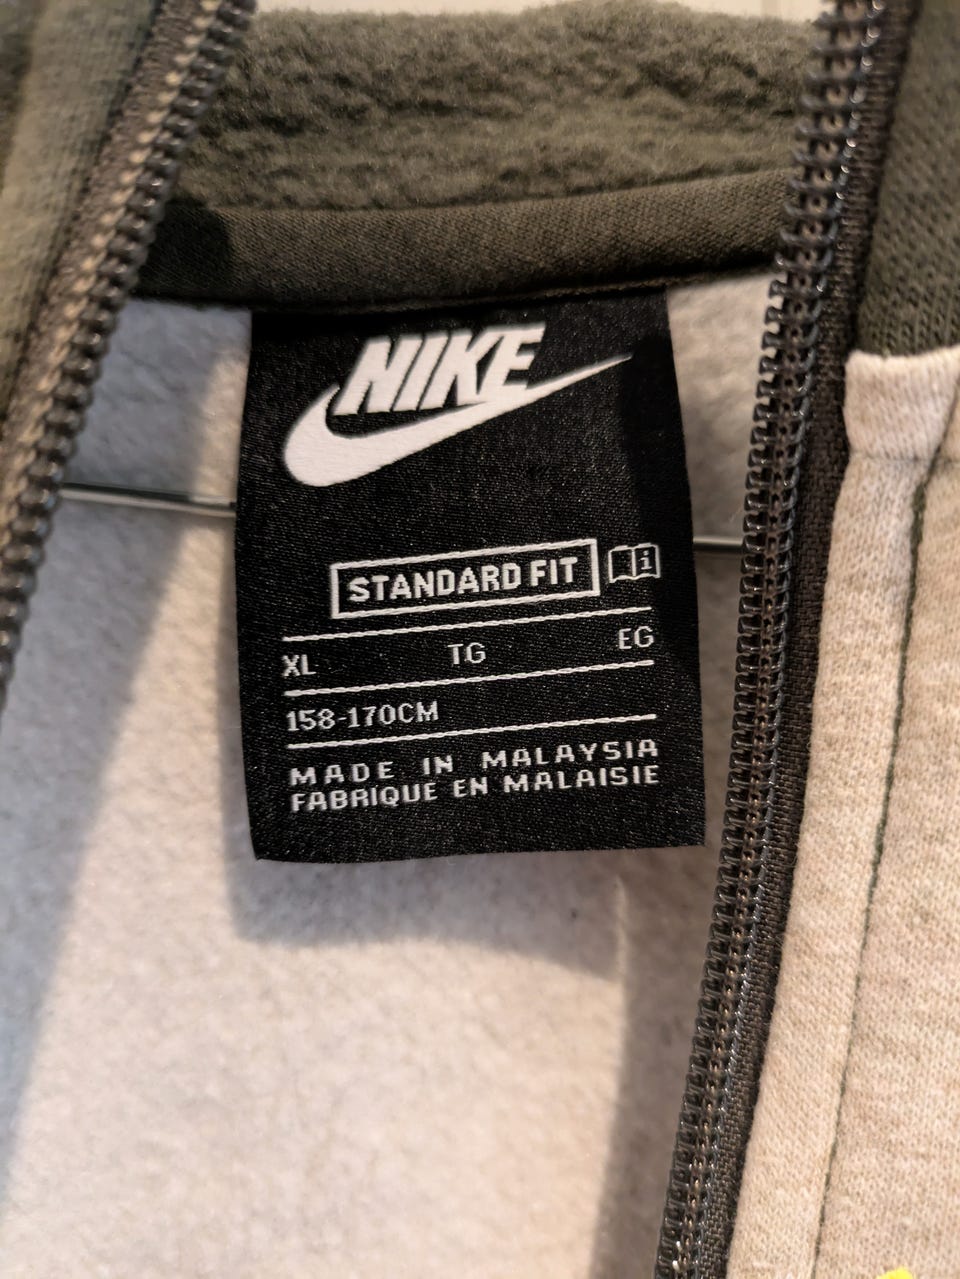 NIKE
STANDARD FIT i
XL TG EG
158-170CM
MADE IN MALAYSIA
FABRIQUE EN MALAISIE